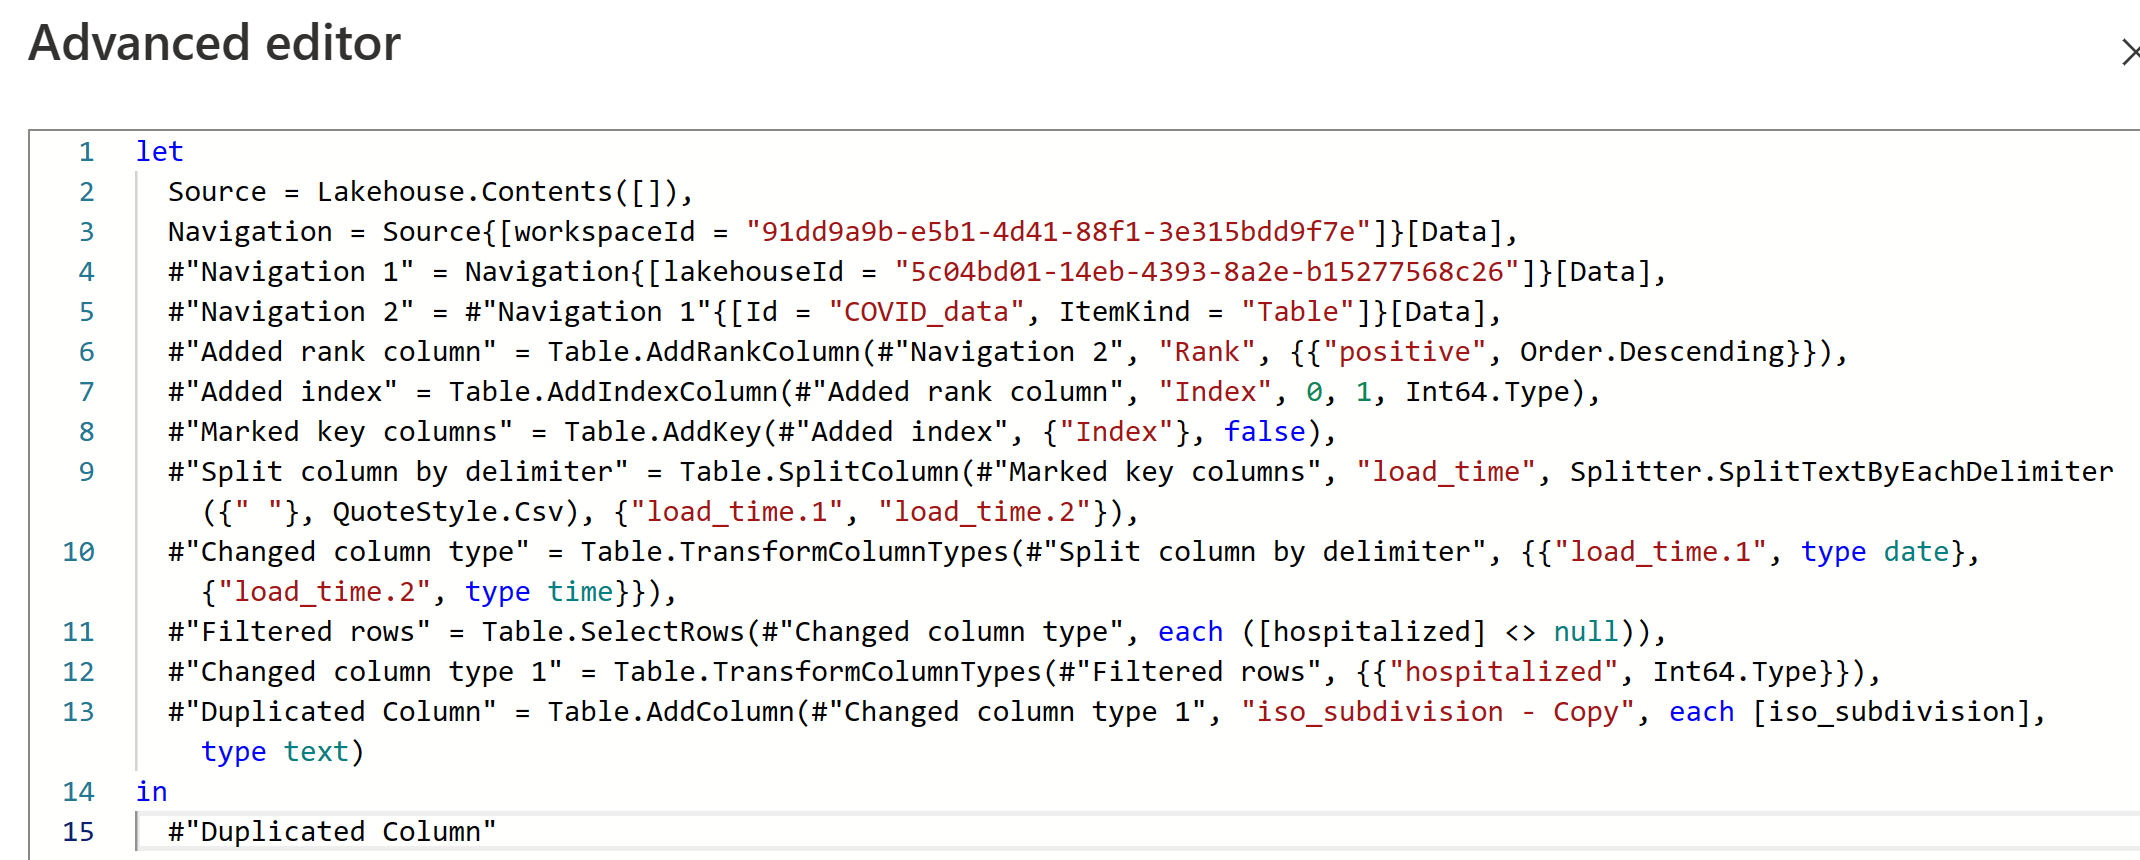 Advanced editor
1 let
2 Source = Lakehouse.Contents([]),
3 Navigation = Source{[workspaceId = "91dd9a9b-e5b1-4d41-88f1-3e315bdd9f7e"]}[Data],
4 #"Navigation 1" = Navigation{[lakehouseId = "5c04bd01-14eb-4393-8a2e-b15277568c26"]}[Data],
5 #"Navigation 2" = #"Navigation 1"{[Id = "COVID_data", ItemKind = "Table"]}[Data],
6 #"Added rank column" = Table.AddRankColumn(#"Navigation 2", "Rank", {{"positive", Order.Descending}}),
7 #"Added index" = Table.AddIndexColumn(#"Added rank column", "Index", 0, 1, Int64.Type),
8 #"Marked key columns" = Table.AddKey(#"Added index", {"Index"}, false),
9 #"Split column by delimiter" = Table.SplitColumn(#"Marked key columns", "load_time", Splitter.SplitTextByEachDelimiter
({" "}, QuoteStyle.Csv), {"load_time.1", "load_time.2"}),
10 #"Changed column type" = Table.TransformColumnTypes(#"Split column by delimiter", {{"load_time.1", type date},
{"load_time.2", type time}}),
11 #"Filtered rows" = Table.SelectRows(#"Changed column type", each ([hospitalized] <> null)),
12 #"Changed column type 1" = Table.TransformColumnTypes(#"Filtered rows", {{"hospitalized", Int64.Type}}),
13 #"Duplicated Column" = Table.AddColumn(#"Changed column type 1", "iso_subdivision - Copy", each [iso_subdivision],
type text)
14 in
15 #"Duplicated Column"